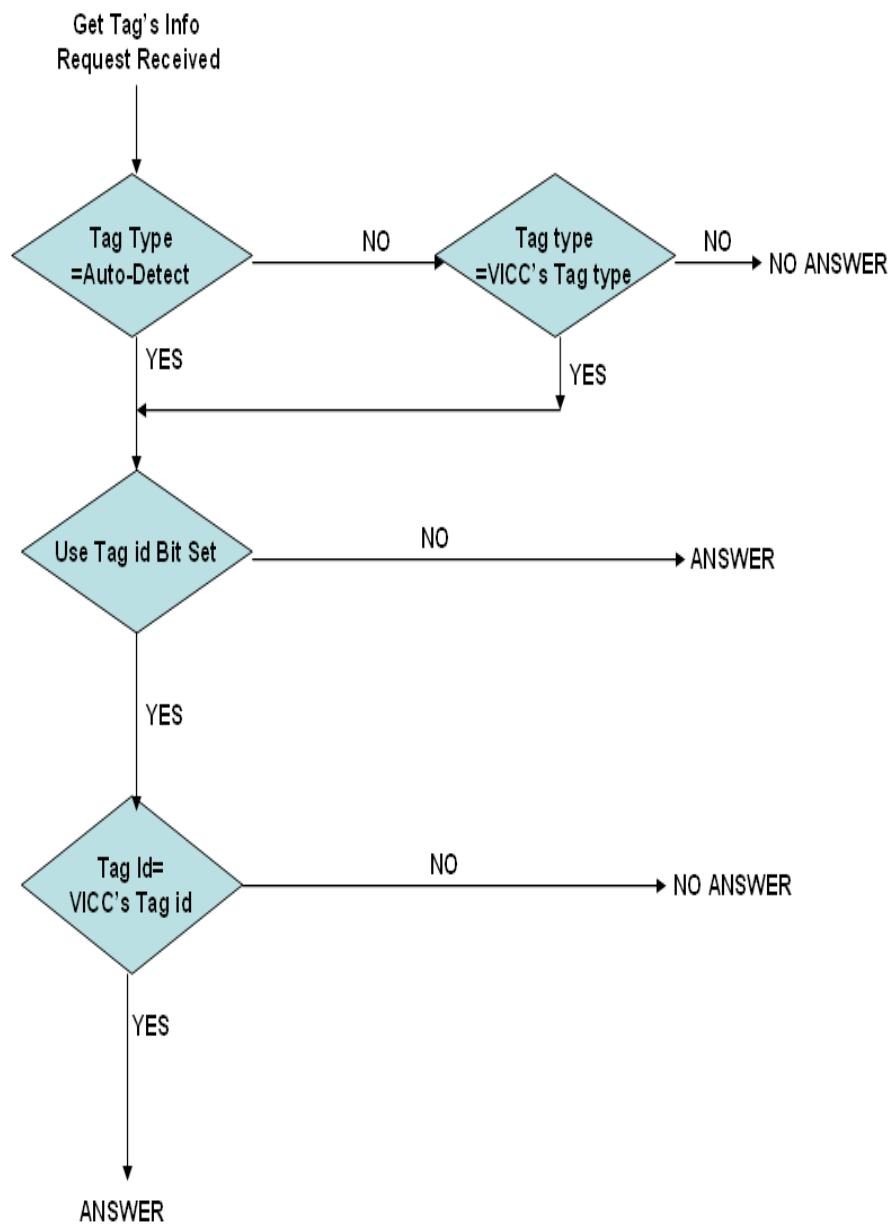 Get Tag's Info
Request Received
Tag Type
=Auto-Detect
NO
Tag type
=VICC's Tag type
NO
NO ANSWER
YES
YES
Use Tag id Bit Set
NO
ANSWER
YES
Tag Id=
VICC's Tag id
NO
NO ANSWER
YES
ANSWER